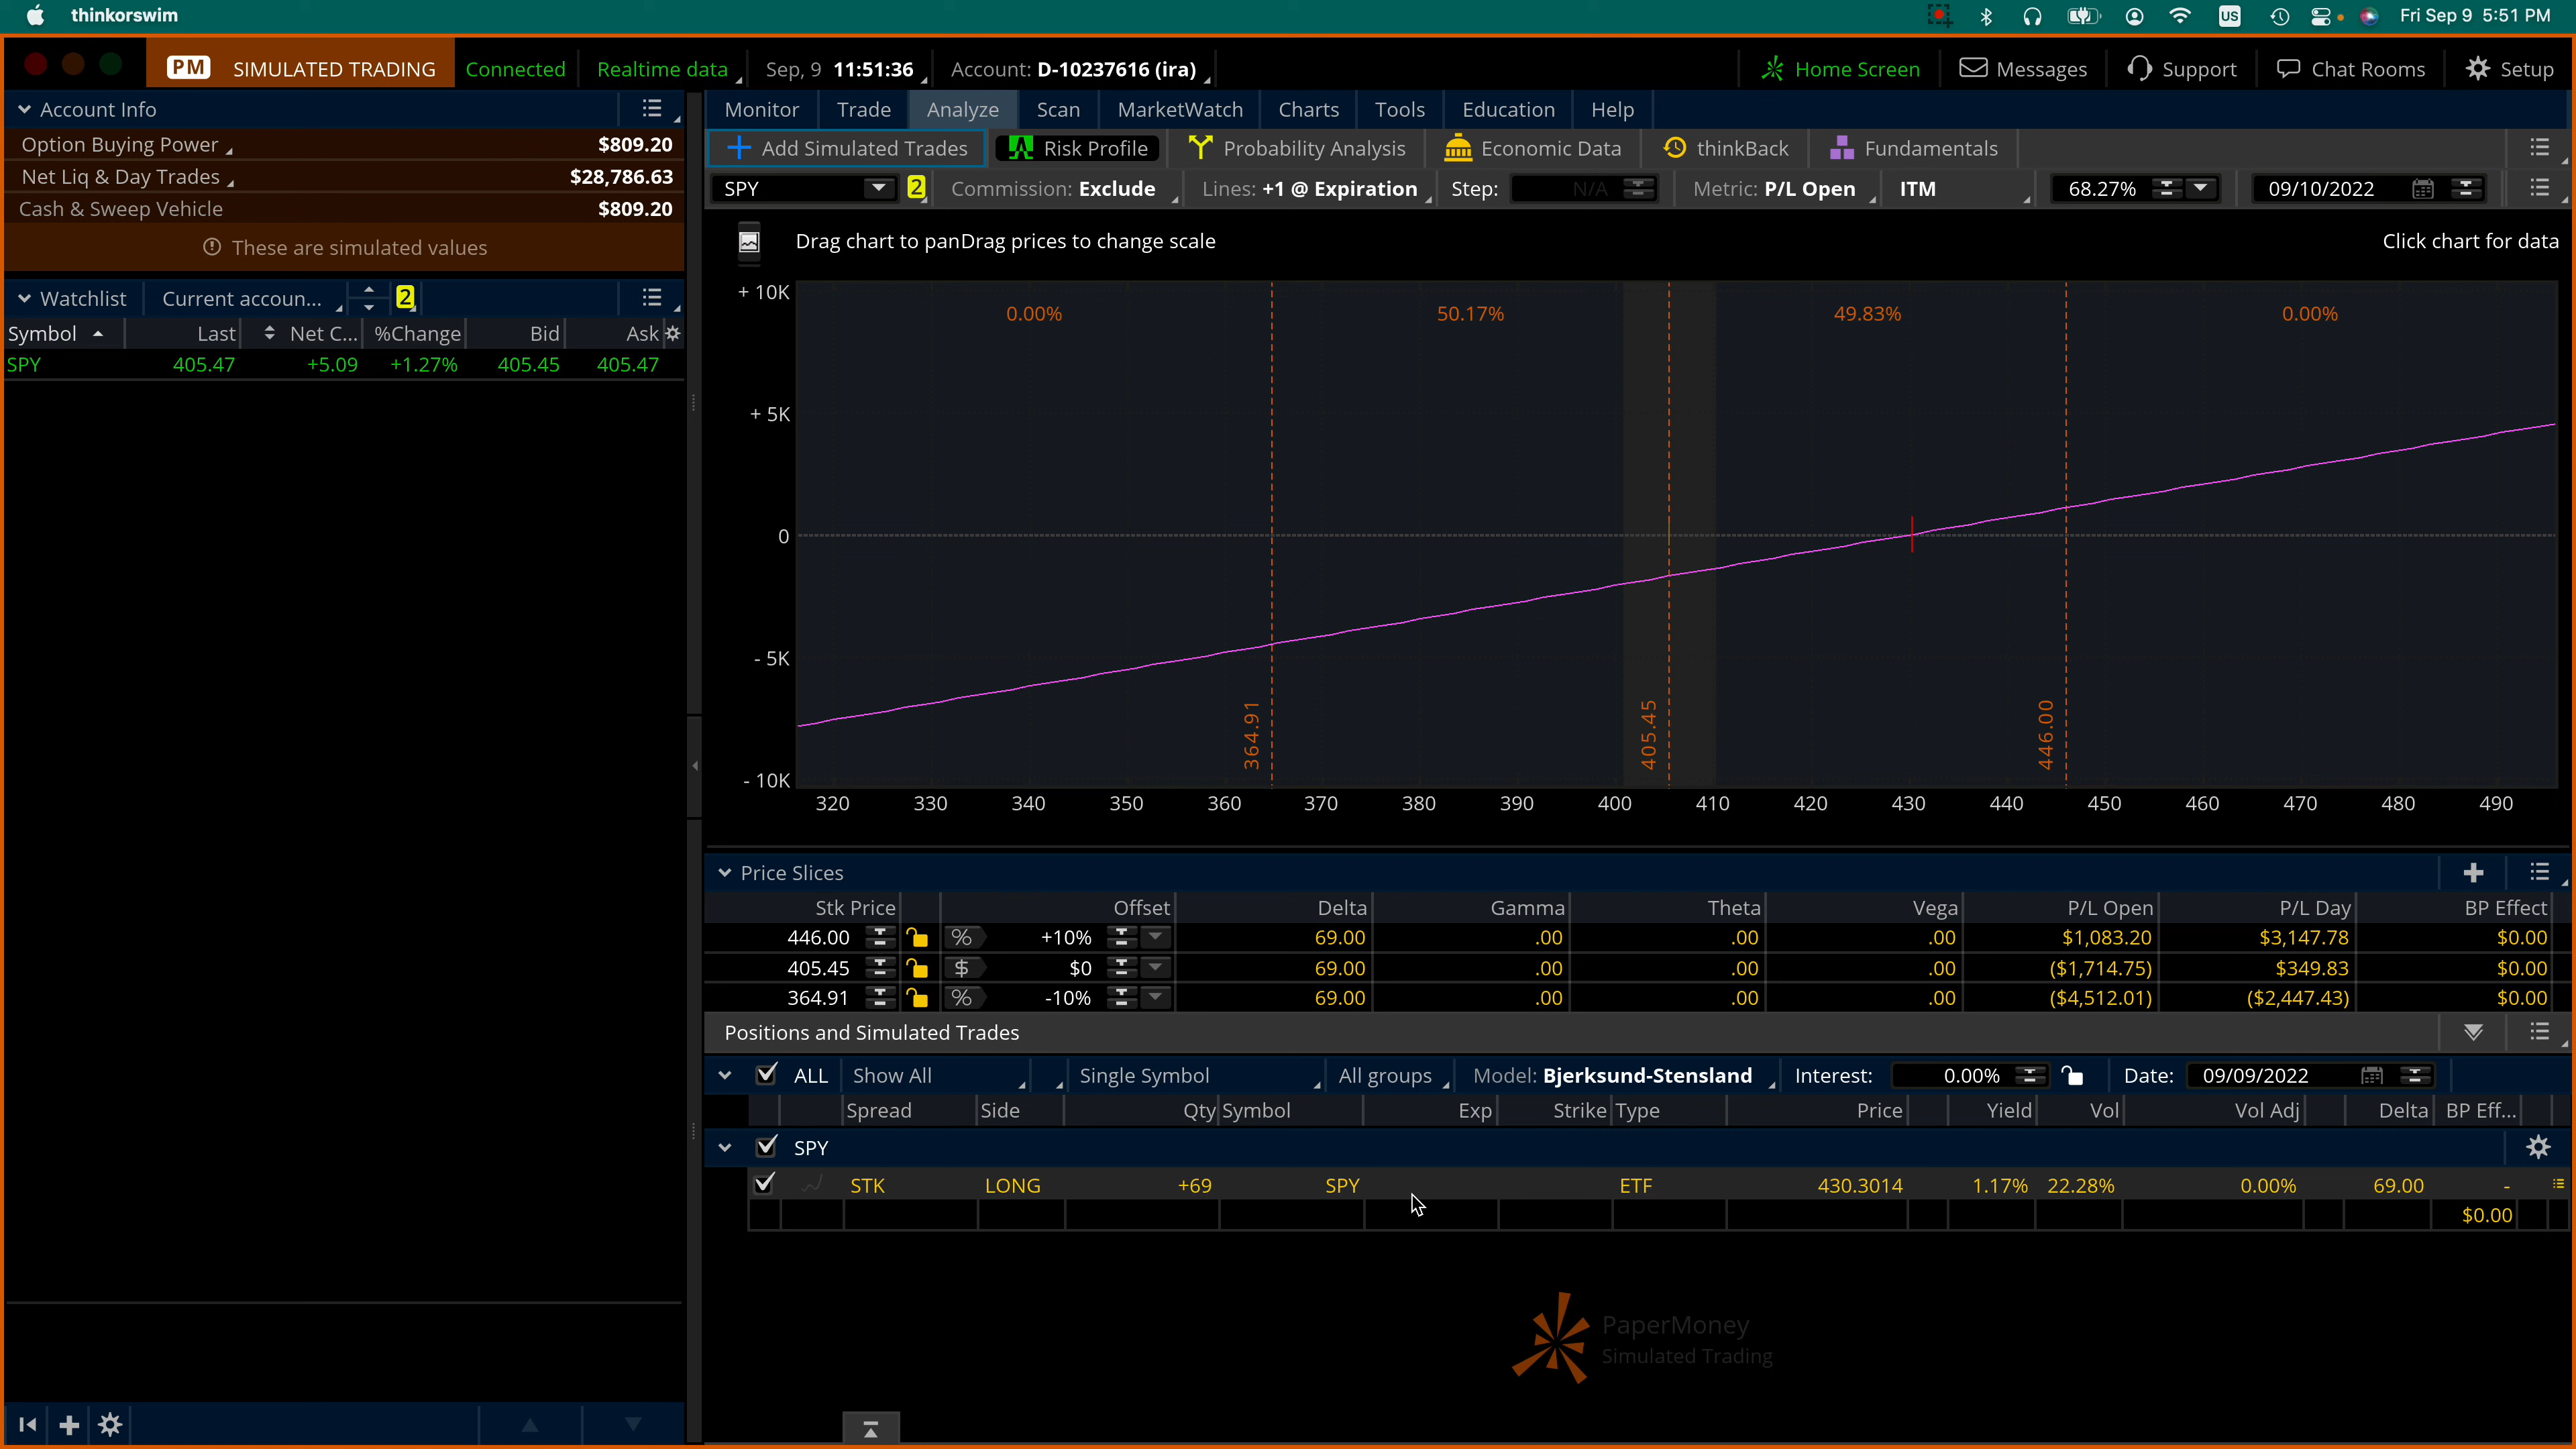 thinkorswim
US
Fri Sep 9 5:51 PM
PM SIMULATED TRADING Connected Realtime data Sep, 9 11:51:36 Account: D-10237616 (ira) Home Screen Messages Support Chat Rooms Setup
Account Info
Option Buying Power $809.20
Net Liq & Day Trades $28,786.63
Cash & Sweep Vehicle $809.20
These are simulated values
Watchlist Current accoun... 2
Symbol Last Net C... %Change Bid Ask
SPY 405.47 +5.09 +1.27% 405.45 405.47
Monitor Trade Analyze Scan MarketWatch Charts Tools Education Help
Add Simulated Trades Risk Profile Probability Analysis Economic Data thinkBack Fundamentals
SPY 2 Commission: Exclude Lines: +1 @ Expiration Step: N/A Metric: P/L Open ITM 68.27% 09/10/2022
Drag chart to panDrag prices to change scale Click chart for data
+ 10K
0.00% 50.17% 49.83% 0.00%
+ 5K
0
- 5K
364.91 405.45 446.00
- 10K
320 330 340 350 360 370 380 390 400 410 420 430 440 450 460 470 480 490
Price Slices
Stk Price Offset Delta Gamma Theta Vega P/L Open P/L Day BP Effect
446.00 % +10% 69.00 .00 .00 .00 $1,083.20 $3,147.78 $0.00
405.45 $ $0 69.00 .00 .00 .00 ($1,714.75) $349.83 $0.00
364.91 % -10% 69.00 .00 .00 .00 ($4,512.01) ($2,447.43) $0.00
Positions and Simulated Trades
ALL Show All Single Symbol All groups Model: Bjerksund-Stensland Interest: 0.00% Date: 09/09/2022
Spread Side Qty Symbol Exp Strike Type Price Yield Vol Vol Adj Delta BP Eff...
SPY
STK LONG +69 SPY ETF 430.3014 1.17% 22.28% 0.00% 69.00 -
$0.00
PaperMoney
Simulated Trading